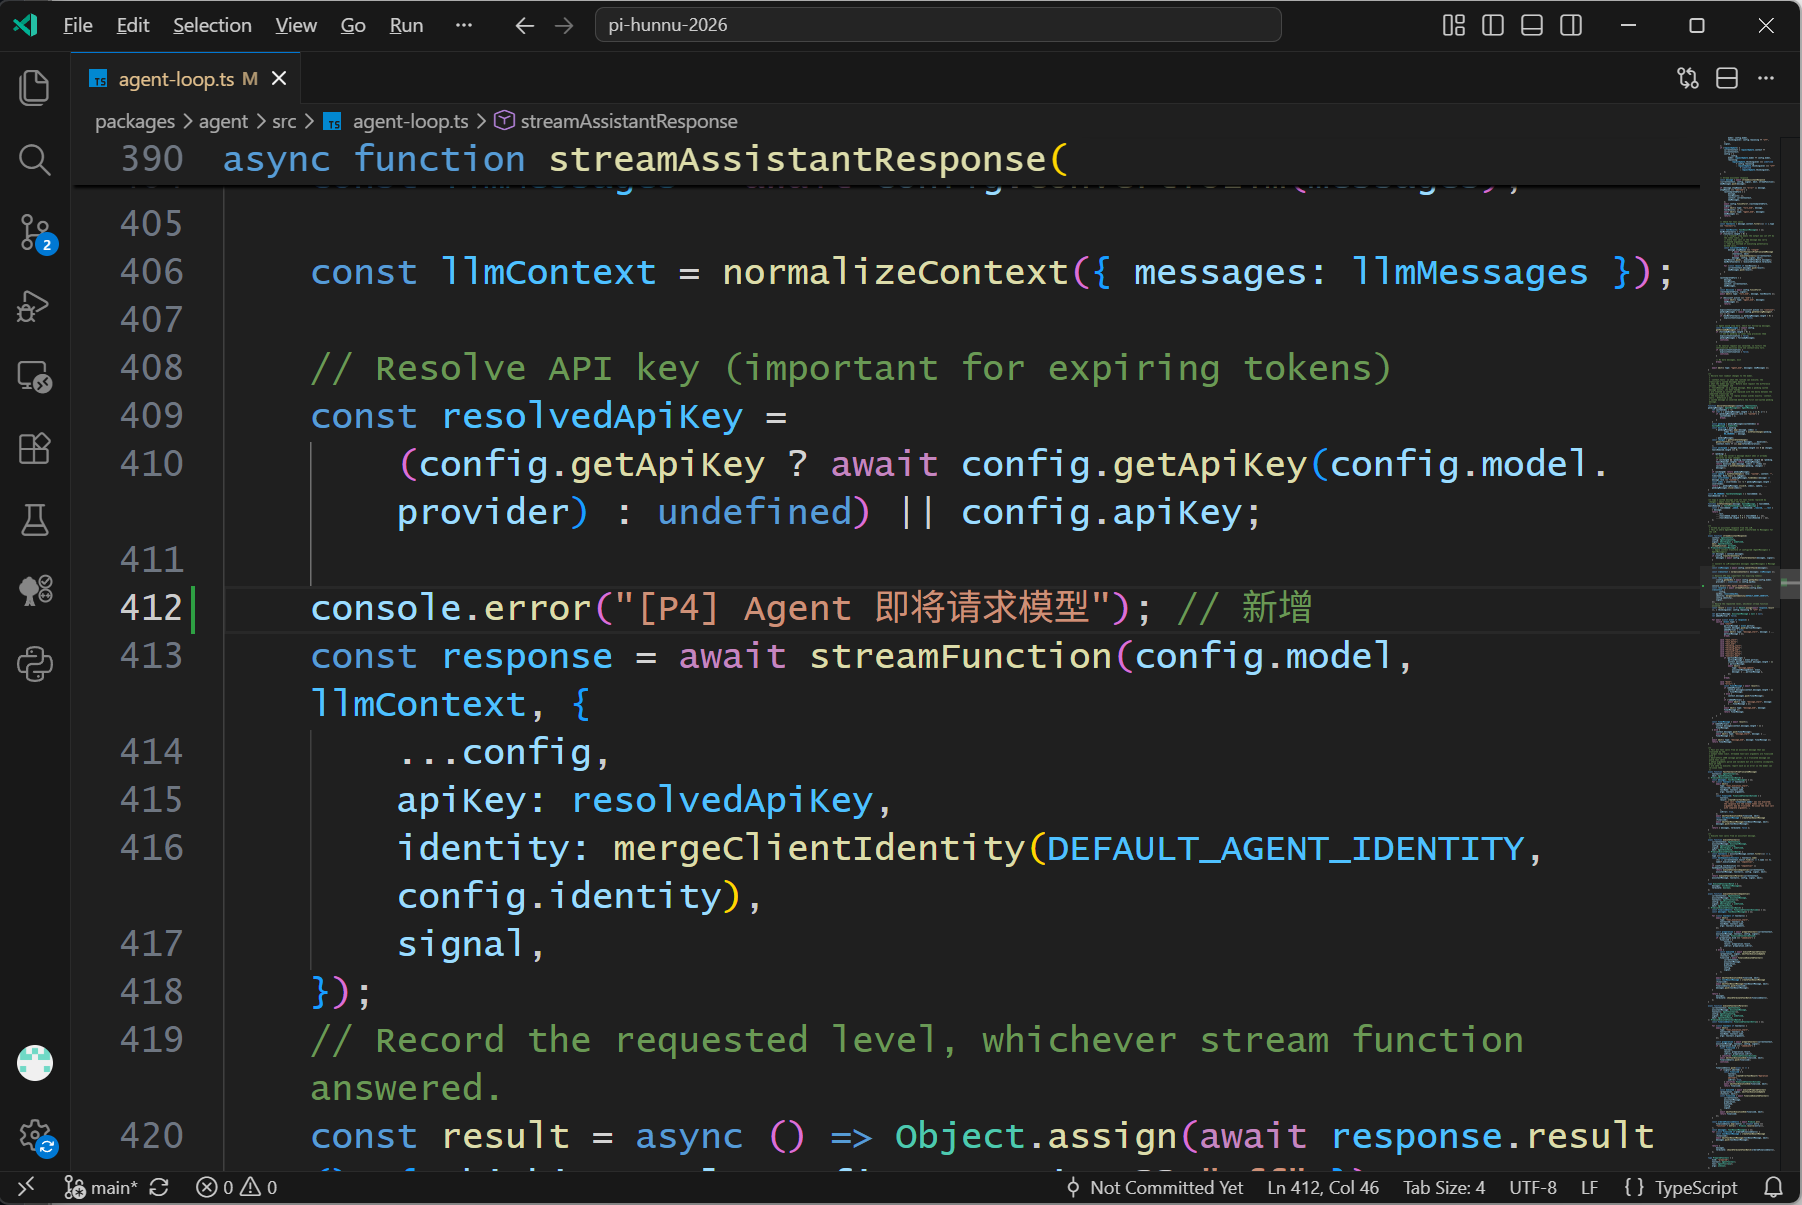 File Edit Selection View Go Run ··· pi-hunnu-2026
agent-loop.ts M
packages > agent > src > agent-loop.ts > streamAssistantResponse
390 async function streamAssistantResponse(
405
406 const llmContext = normalizeContext({ messages: llmMessages });
407
408 // Resolve API key (important for expiring tokens)
409 const resolvedApiKey =
410 (config.getApiKey ? await config.getApiKey(config.model.
provider) : undefined) || config.apiKey;
411
412 console.error("[P4] Agent 即将请求模型"); // 新增
413 const response = await streamFunction(config.model,
llmContext, {
414 ...config,
415 apiKey: resolvedApiKey,
416 identity: mergeClientIdentity(DEFAULT_AGENT_IDENTITY,
config.identity),
417 signal,
418 });
419 // Record the requested level, whichever stream function
answered.
420 const result = async () => Object.assign(await response.result
2
main* 0 0 Not Committed Yet Ln 412, Col 46 Tab Size: 4 UTF-8 LF {} TypeScript